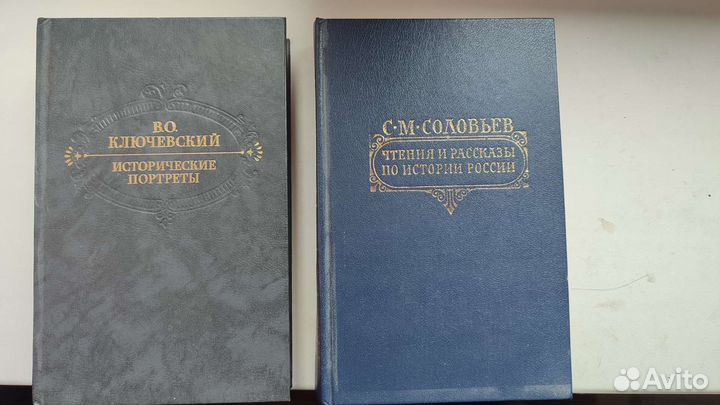 В.О.
КЛЮЧЕВСКИЙ
ИСТОРИЧЕСКИЕ
ПОРТРЕТЫ
С·М·СОЛОВЬЕВ
ЧТЕНИЯ И РАССКАЗЫ
ПО ИСТОРИИ РОССИИ
Avito